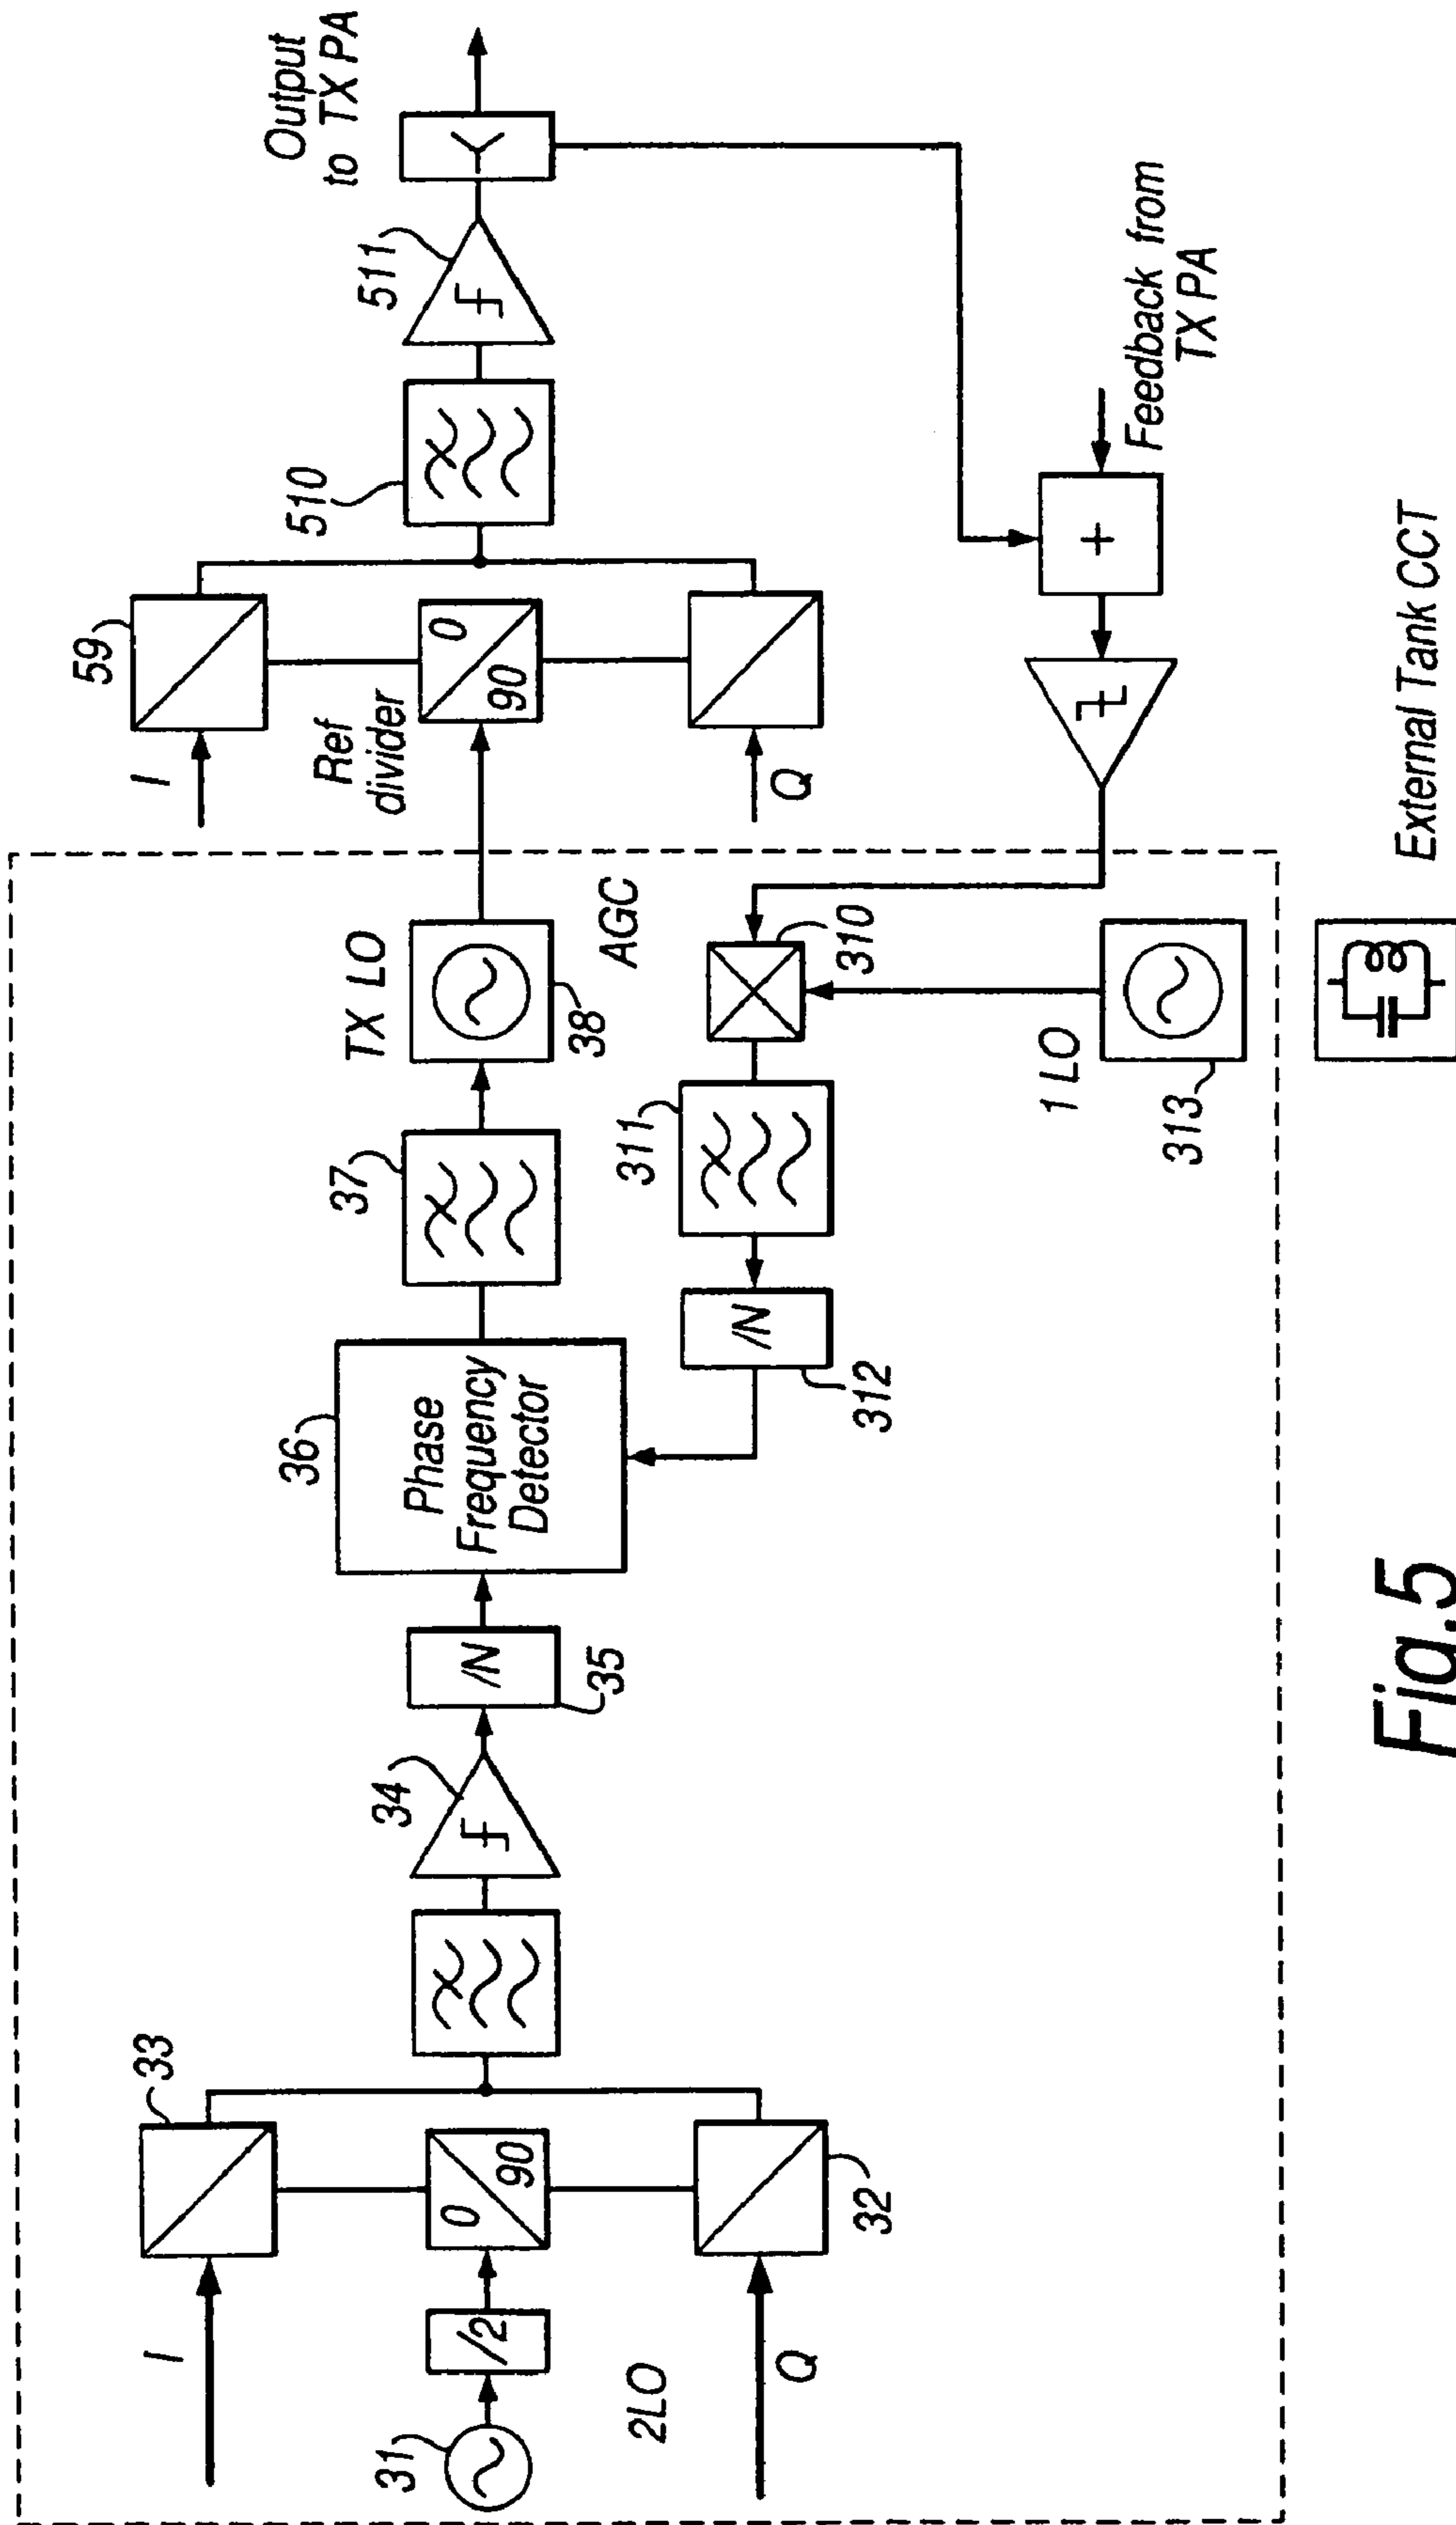 Output
to TX PA
511
510
59
I
Ref
divider
0
90
Q
Feedback from
TX PA
+
TX LO
38
AGC
310
37
311
1 LO
313
External Tank CCT
36
Phase
Frequency
Detector
/N
312
/N
35
34
33
I
0
90
/2
31
2LO
Q
32
Fig.5